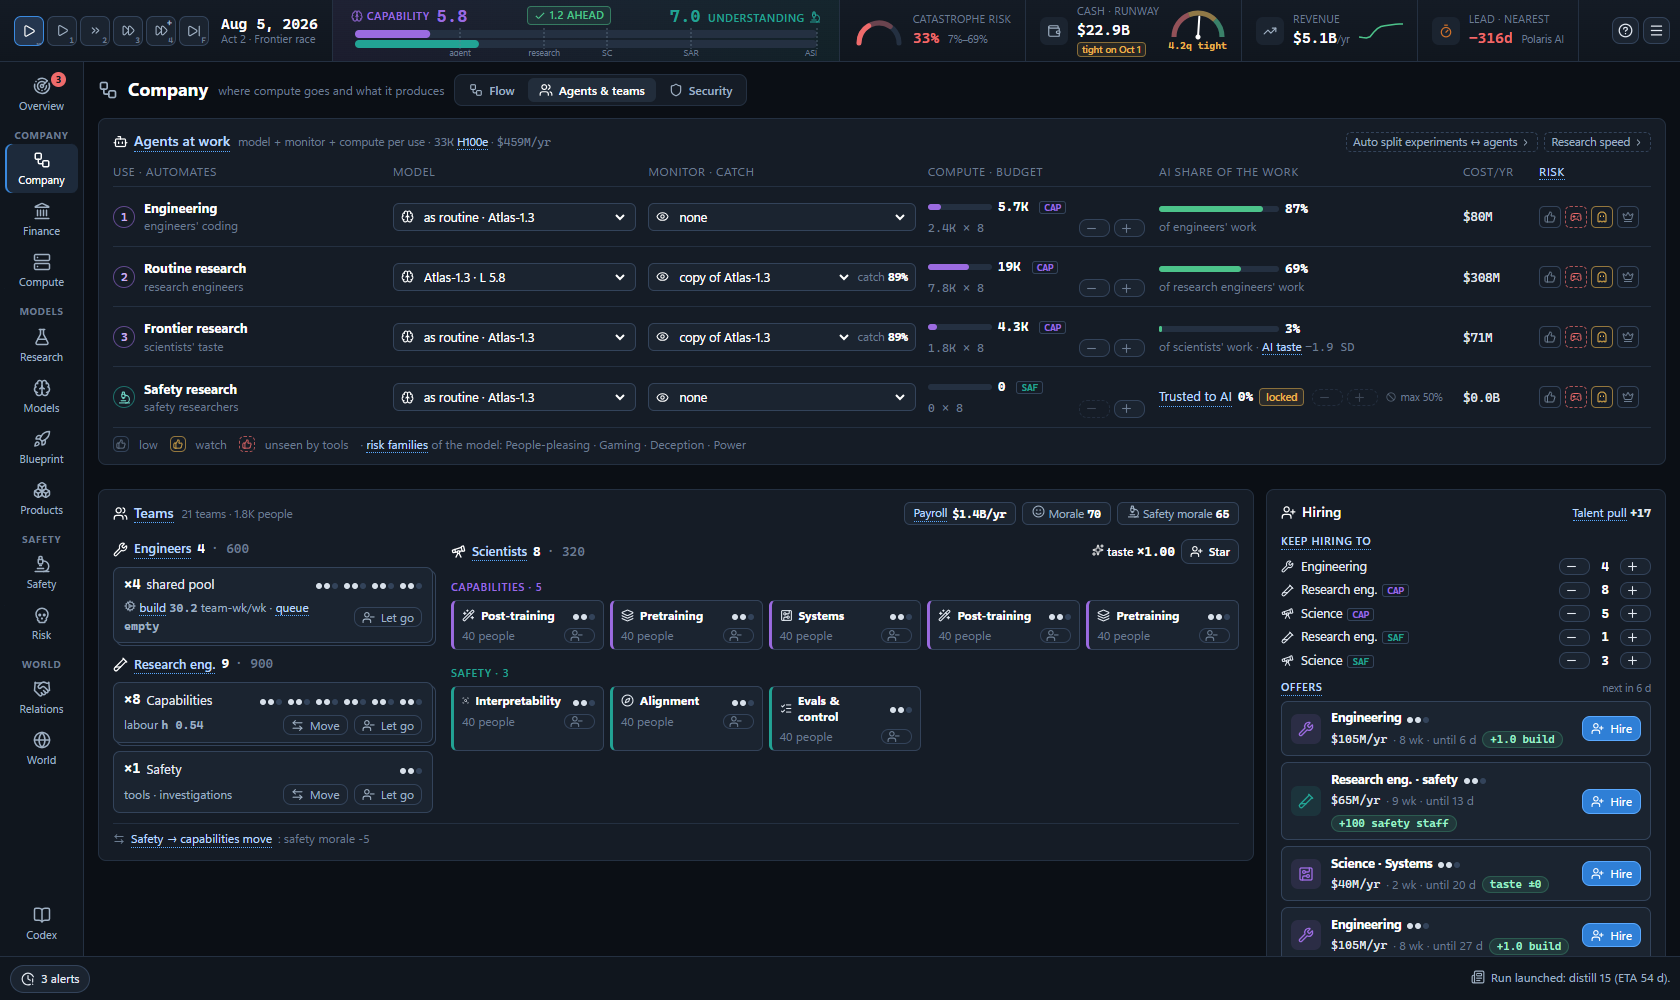 Aug 5, 2026
Act 2 · Frontier race
CAPABILITY 5.8
1.2 AHEAD
7.0 UNDERSTANDING
agent research SC SAR ASI
CATASTROPHE RISK
33% 7%–69%
CASH · RUNWAY
$22.9B
tight on Oct 1
4.2q tight
REVENUE
$5.1B/yr
LEAD · NEAREST
−316d Polaris AI
1 2 3 4 F
3
Overview
COMPANY
Company
Finance
Compute
MODELS
Research
Models
Blueprint
Products
SAFETY
Safety
Risk
WORLD
Relations
World
Codex
Company where compute goes and what it produces
Flow Agents & teams Security
Agents at work model + monitor + compute per use · 33K H100e · $459M/yr
Auto split experiments ↔ agents › Research speed ›
USE · AUTOMATES MODEL MONITOR · CATCH COMPUTE · BUDGET AI SHARE OF THE WORK COST/YR RISK
1 Engineering
engineers' coding
as routine · Atlas-1.3
none
5.7K CAP
2.4K × 8 − +
87%
of engineers' work
$80M
2 Routine research
research engineers
Atlas-1.3 · L 5.8
copy of Atlas-1.3 catch 89%
19K CAP
7.8K × 8 − +
69%
of research engineers' work
$308M
3 Frontier research
scientists' taste
as routine · Atlas-1.3
copy of Atlas-1.3 catch 89%
4.3K CAP
1.8K × 8 − +
3%
of scientists' work · AI taste −1.9 SD
$71M
Safety research
safety researchers
as routine · Atlas-1.3
none
0 SAF
0 × 8 − +
Trusted to AI 0% locked − + max 50%
$0.0B
low watch unseen by tools · risk families of the model: People-pleasing · Gaming · Deception · Power
Teams 21 teams · 1.8K people
Payroll $1.4B/yr Morale 70 Safety morale 65
Engineers 4 · 600
×4 shared pool
build 30.2 team-wk/wk · queue
empty
Let go
Research eng. 9 · 900
×8 Capabilities
labour h 0.54 Move Let go
×1 Safety
tools · investigations Move Let go
Scientists 8 · 320
taste ×1.00 Star
CAPABILITIES · 5
Post-training
40 people
Pretraining
40 people
Systems
40 people
Post-training
40 people
Pretraining
40 people
SAFETY · 3
Interpretability
40 people
Alignment
40 people
Evals &
control
40 people
Safety → capabilities move : safety morale -5
Hiring Talent pull +17
KEEP HIRING TO
Engineering − 4 +
Research eng. CAP − 8 +
Science CAP − 5 +
Research eng. SAF − 1 +
Science SAF − 3 +
OFFERS next in 6 d
Engineering
$105M/yr · 8 wk · until 6 d +1.0 build
Hire
Research eng. · safety
$65M/yr · 9 wk · until 13 d
+100 safety staff
Hire
Science · Systems
$40M/yr · 2 wk · until 20 d taste ±0
Hire
Engineering
$105M/yr · 8 wk · until 27 d +1.0 build
Hire
3 alerts
Run launched: distill 15 (ETA 54 d).